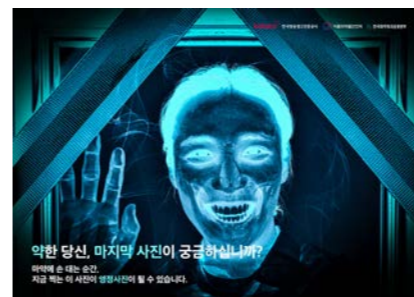 약한 당신, 마지막 사진이 궁금하십니까?
마약에 손 대는 순간,
지금 찍는 이 사진이 영정사진이 될 수 있습니다.